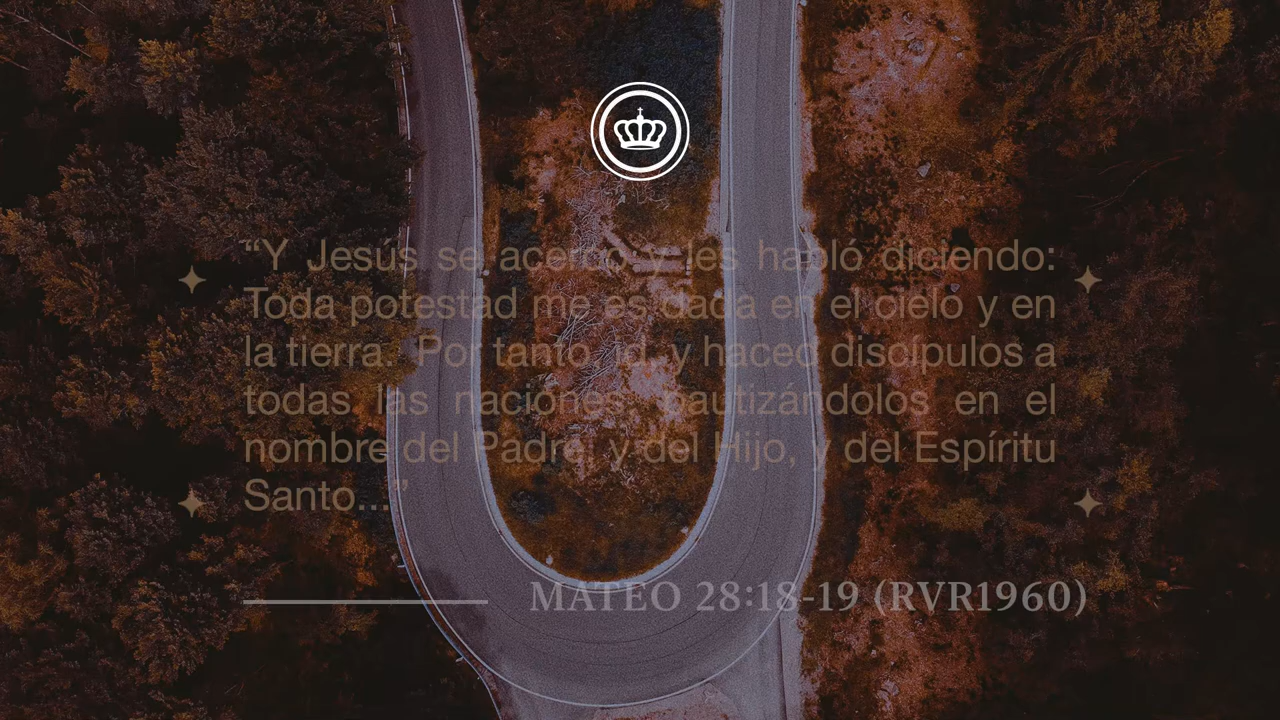 “Y Jesús se acercó y les habló diciendo:
Toda potestad me es dada en el cielo y en
la tierra. Por tanto, id, y haced discípulos a
todas las naciones, bautizándolos en el
nombre del Padre, y del Hijo, y del Espíritu
Santo...”
MATEO 28:18-19 (RVR1960)